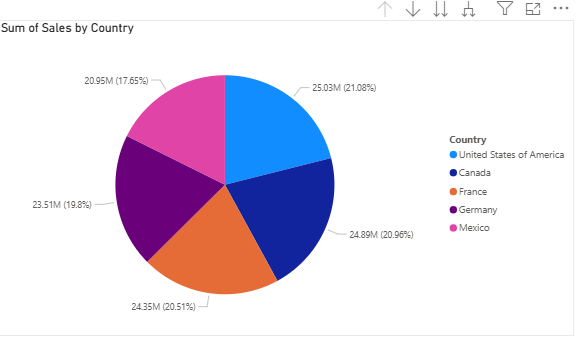 Sum of Sales by Country
20.95M (17.65%)
25.03M (21.08%)
23.51M (19.8%)
24.89M (20.96%)
24.35M (20.51%)
Country
United States of America
Canada
France
Germany
Mexico